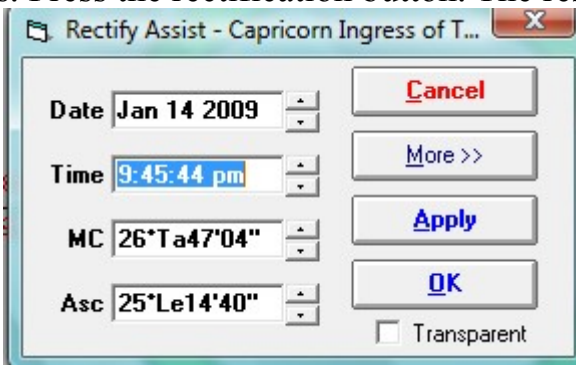 s. Press the rectification button. The res
Rectify Assist - Capricorn Ingress of T...
Date Jan 14 2009
Cancel
Time 9:45:44 pm
More >>
MC 26°Ta47'04"
Apply
Asc 25°Le14'40"
OK
Transparent